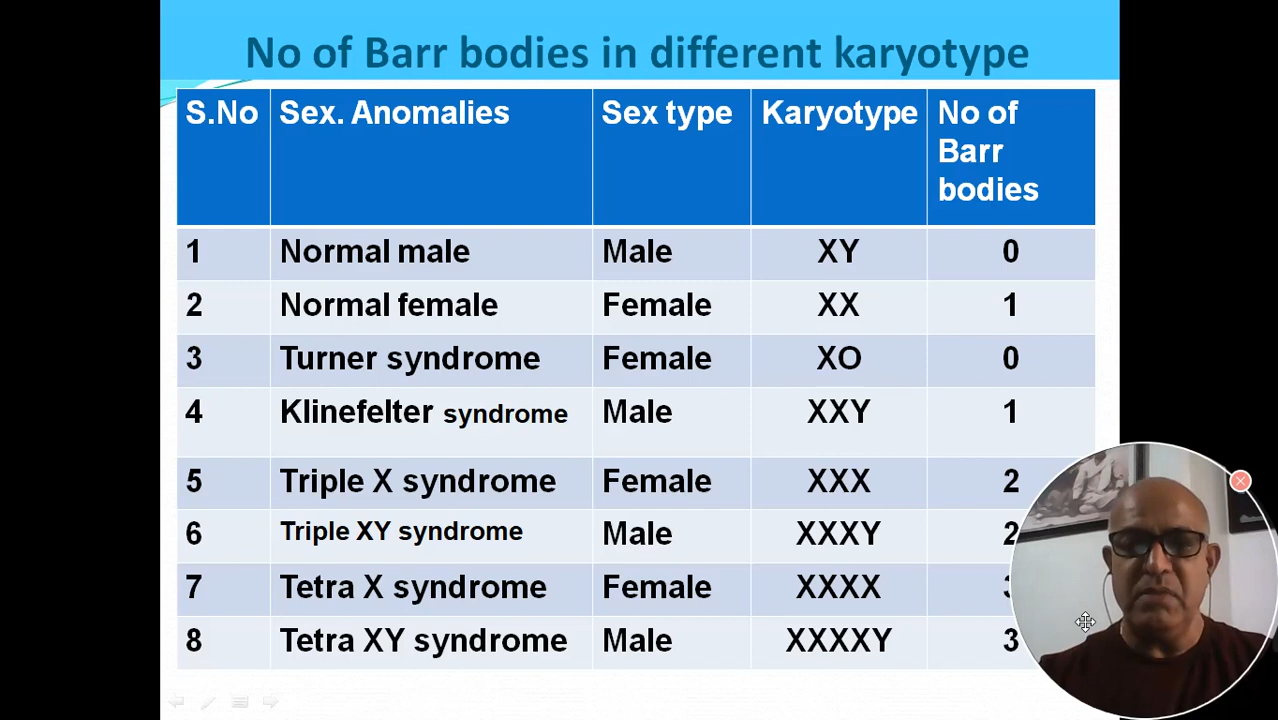 No of Barr bodies in different karyotype
S.No Sex. Anomalies Sex type Karyotype No of
Barr
bodies
1 Normal male Male XY 0
2 Normal female Female XX 1
3 Turner syndrome Female XO 0
4 Klinefelter syndrome Male XXY 1
5 Triple X syndrome Female XXX 2
6 Triple XY syndrome Male XXXY 2
7 Tetra X syndrome Female XXXX 3
8 Tetra XY syndrome Male XXXXY 3